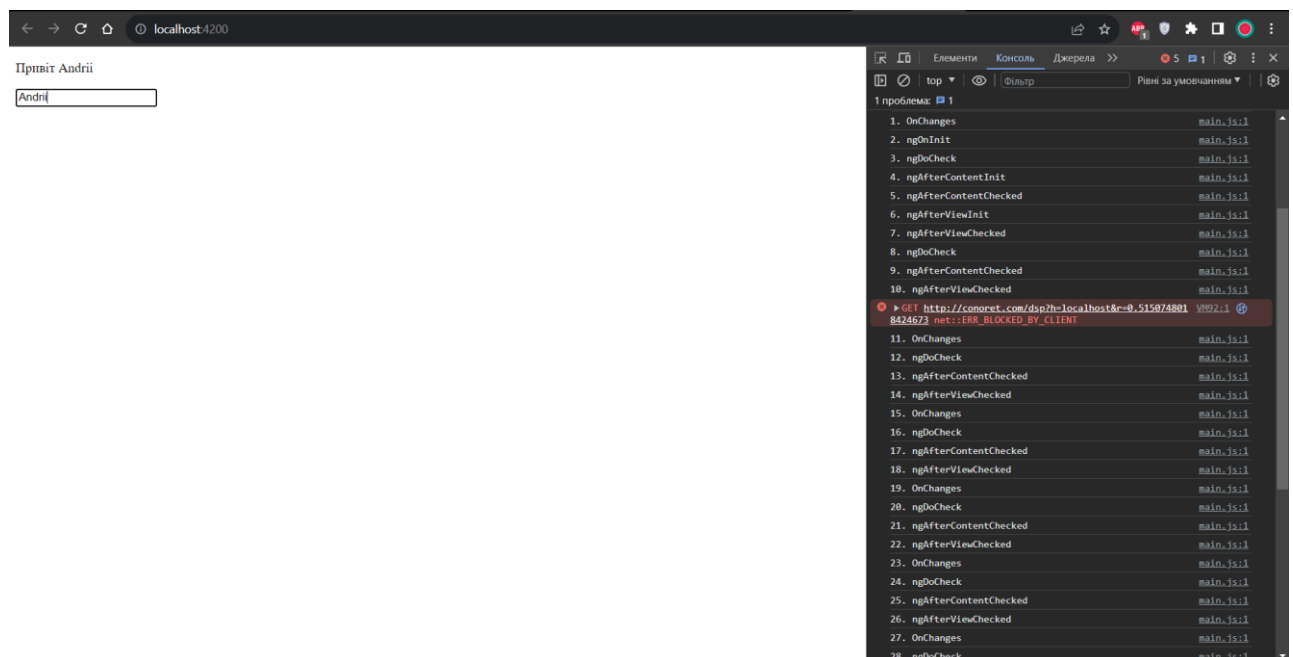 localhost:4200
ABP
1
Привіт Andrii
Andrii
Елементи Консоль Джерела >> 5 1
top Фільтр Рівні за умовчанням
1 проблема: 1
1. OnChanges main.js:1
2. ngOnInit main.js:1
3. ngDoCheck main.js:1
4. ngAfterContentInit main.js:1
5. ngAfterContentChecked main.js:1
6. ngAfterViewInit main.js:1
7. ngAfterViewChecked main.js:1
8. ngDoCheck main.js:1
9. ngAfterContentChecked main.js:1
10. ngAfterViewChecked main.js:1
GET http://conoret.com/dsp?h=localhost&r=0.515074801 VM92:1
8424673 net::ERR_BLOCKED_BY_CLIENT
11. OnChanges main.js:1
12. ngDoCheck main.js:1
13. ngAfterContentChecked main.js:1
14. ngAfterViewChecked main.js:1
15. OnChanges main.js:1
16. ngDoCheck main.js:1
17. ngAfterContentChecked main.js:1
18. ngAfterViewChecked main.js:1
19. OnChanges main.js:1
20. ngDoCheck main.js:1
21. ngAfterContentChecked main.js:1
22. ngAfterViewChecked main.js:1
23. OnChanges main.js:1
24. ngDoCheck main.js:1
25. ngAfterContentChecked main.js:1
26. ngAfterViewChecked main.js:1
27. OnChanges main.js:1
28. ngDoCheck main.js:1